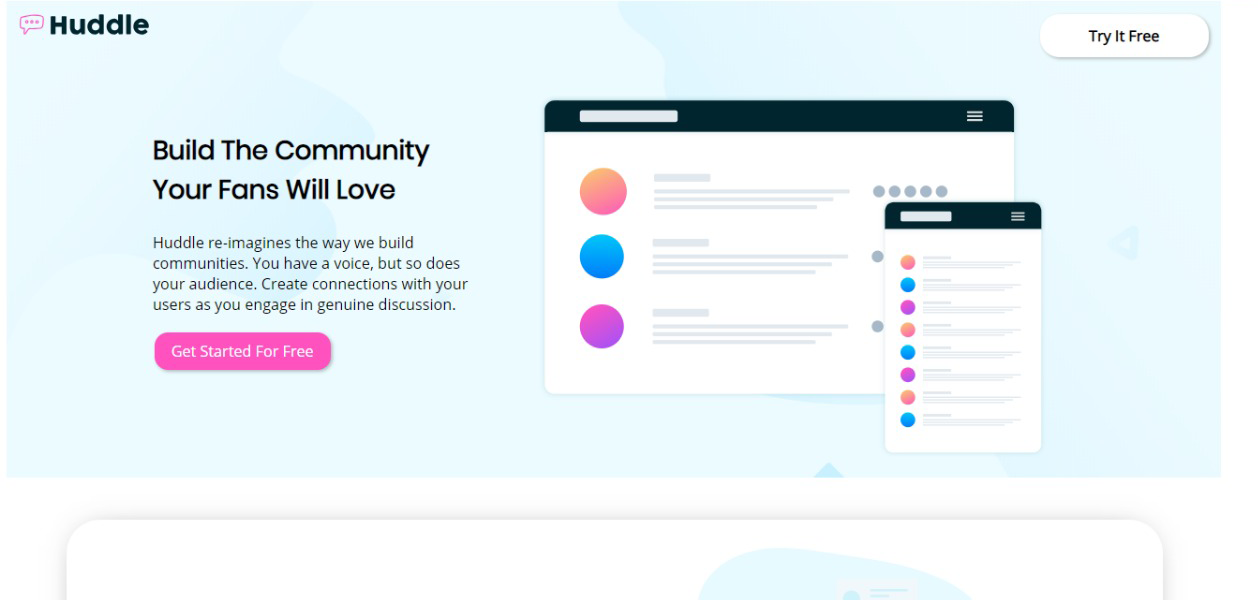 Huddle
Try It Free
Build The Community
Your Fans Will Love
Huddle re-imagines the way we build
communities. You have a voice, but so does
your audience. Create connections with your
users as you engage in genuine discussion.
Get Started For Free